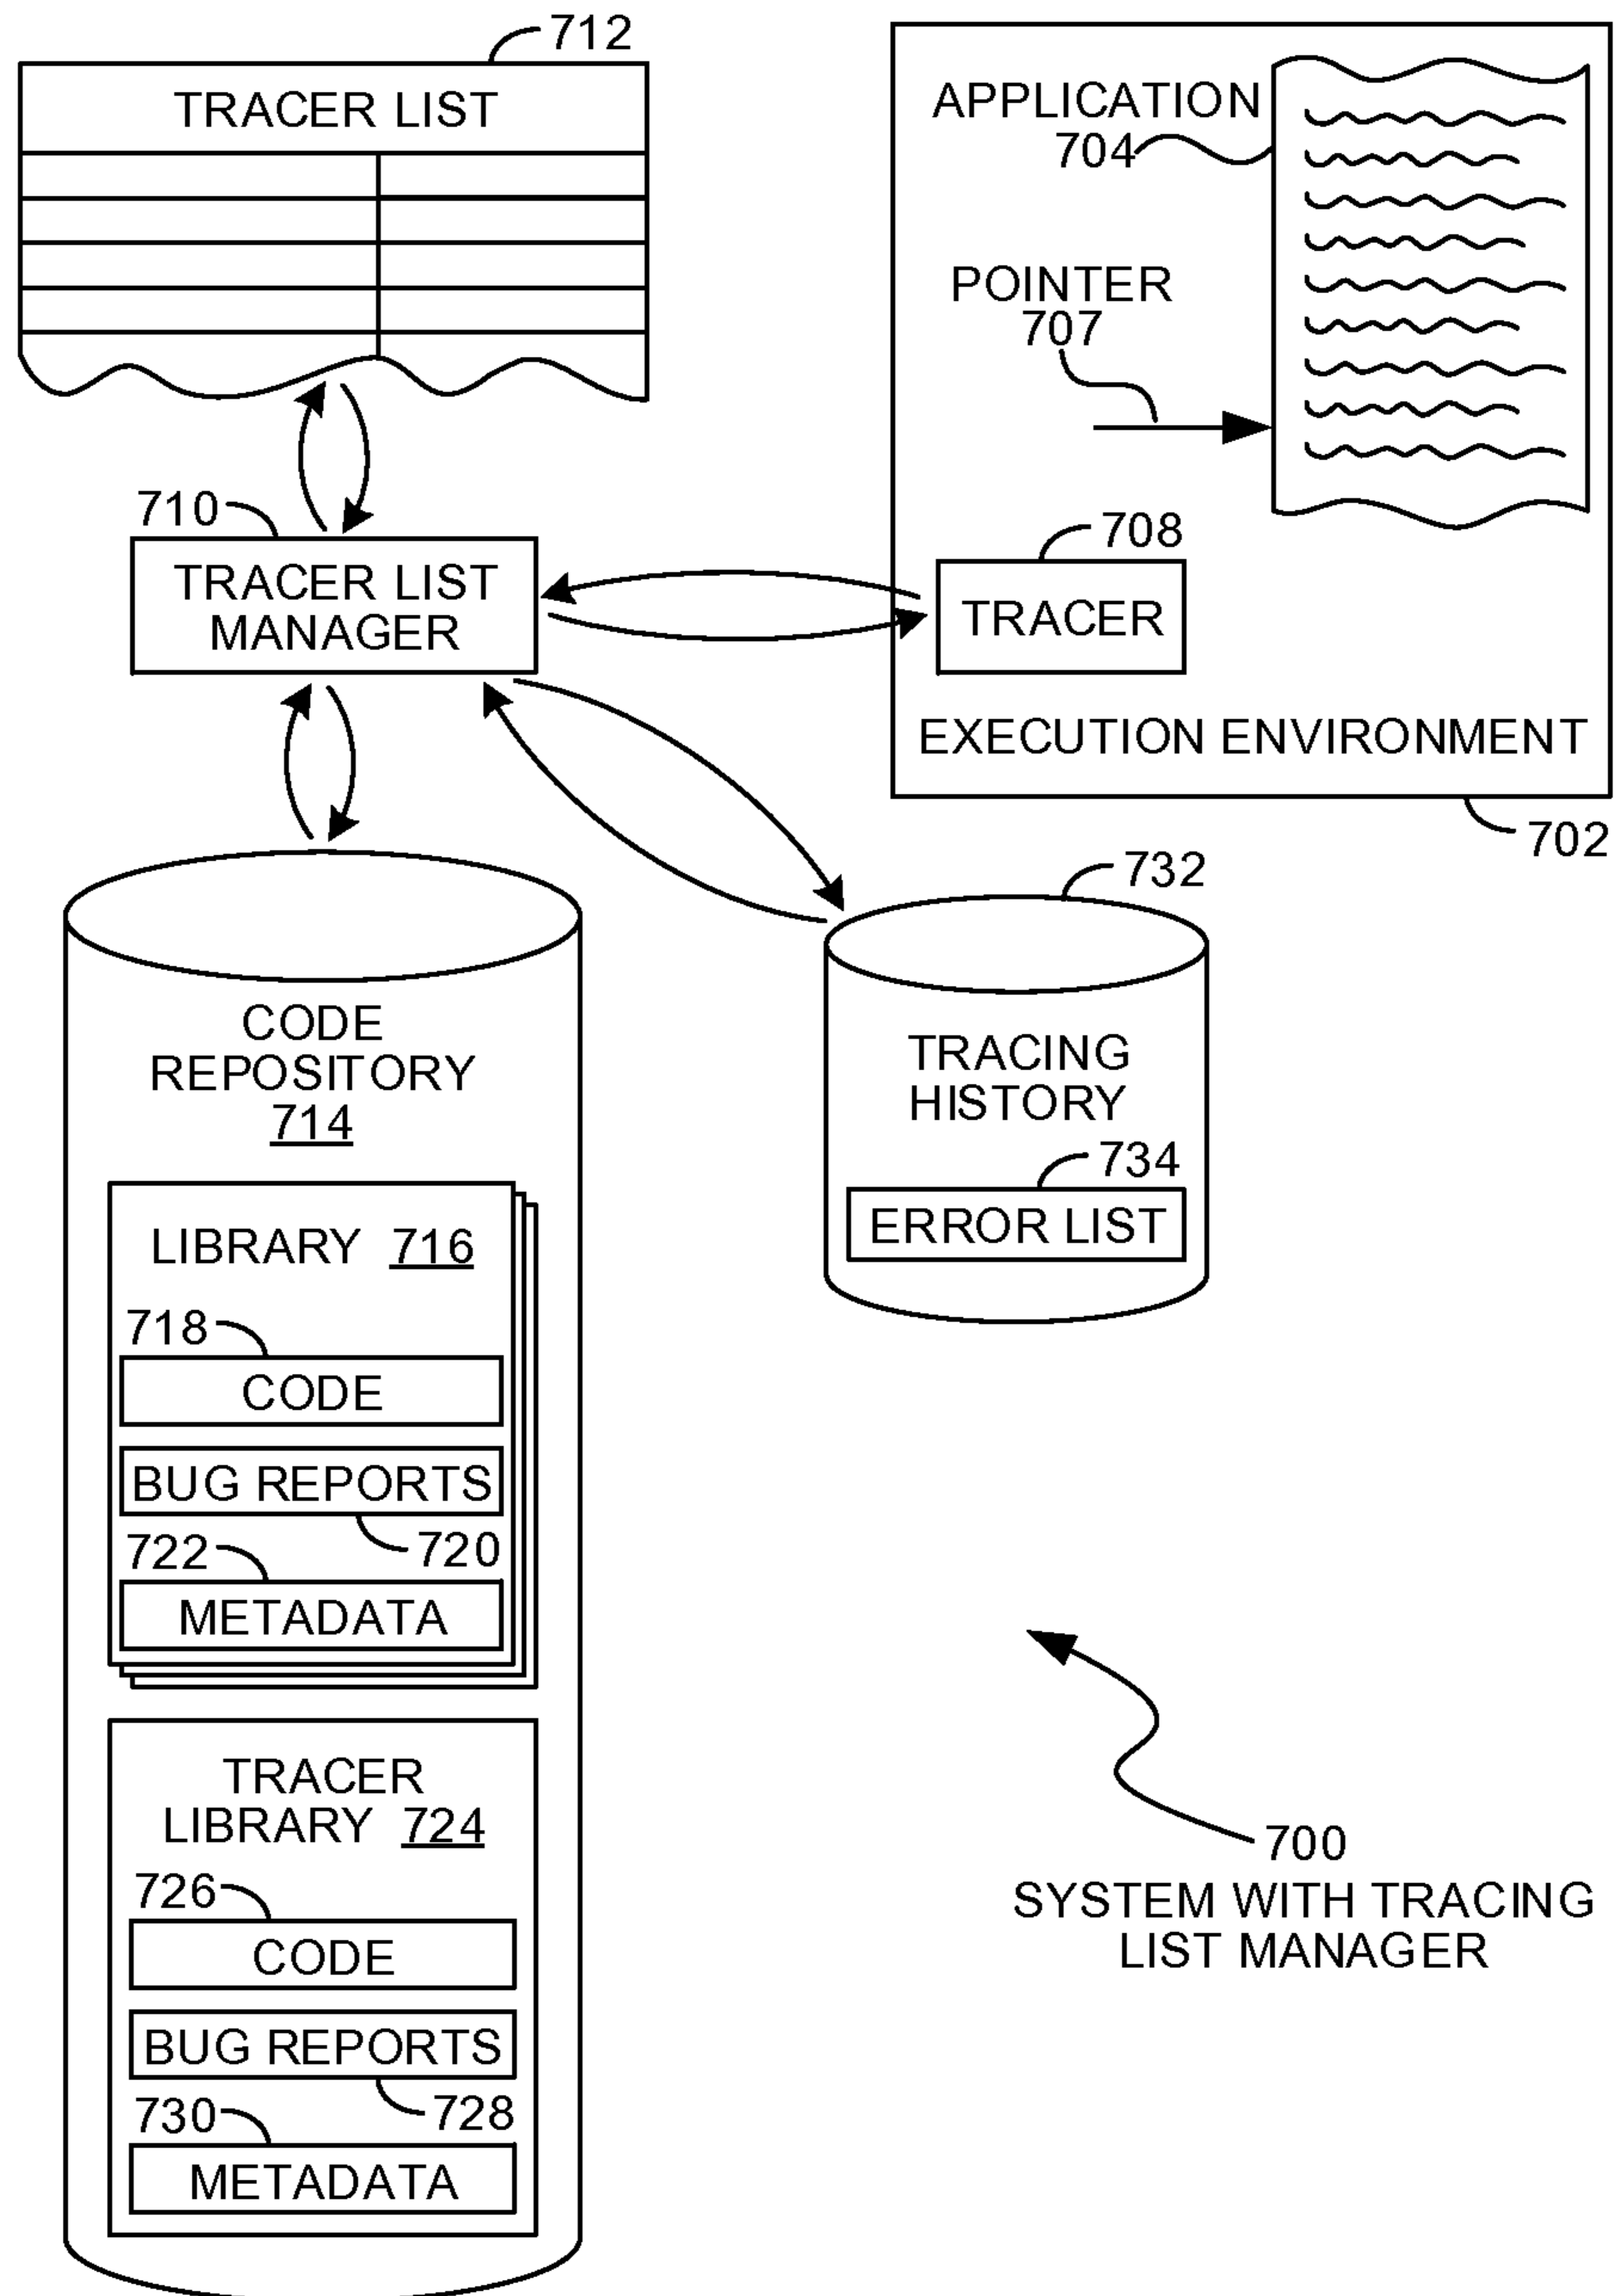 712
TRACER LIST
APPLICATION
704
POINTER
707
710
TRACER LIST
MANAGER
708
TRACER
EXECUTION ENVIRONMENT
702
732
TRACING
HISTORY
734
ERROR LIST
CODE
REPOSITORY
714
LIBRARY 716
718
CODE
BUG REPORTS
720
722
METADATA
TRACER
LIBRARY 724
726
CODE
BUG REPORTS
728
730
METADATA
700
SYSTEM WITH TRACING
LIST MANAGER